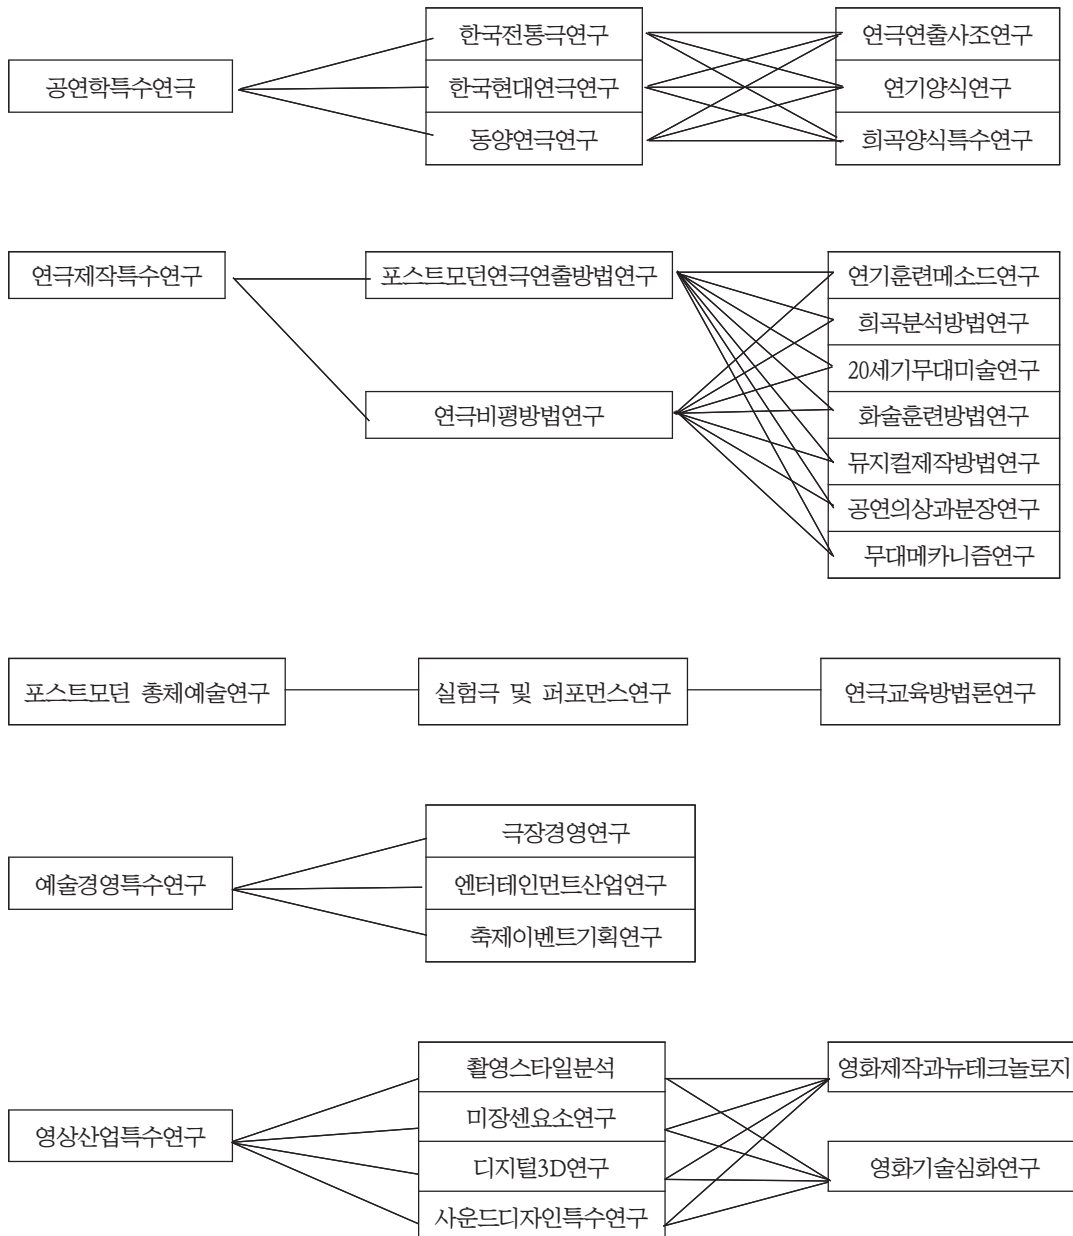 한국전통극연구
연극연출사조연구
공연학특수연극
한국현대연극연구
연기양식연구
동양연극연구
희곡양식특수연구
연극제작특수연구
포스트모던연극연출방법연구
연기훈련메소드연구
희곡분석방법연구
20세기무대미술연구
연극비평방법연구
화술훈련방법연구
뮤지컬제작방법연구
공연의상과분장연구
무대메카니즘연구
포스트모던 총체예술연구
실험극 및 퍼포먼스연구
연극교육방법론연구
극장경영연구
예술경영특수연구
엔터테인먼트산업연구
축제이벤트기획연구
촬영스타일분석
영화제작과뉴테크놀로지
미장센요소연구
영상산업특수연구
디지털3D연구
영화기술심화연구
사운드디자인특수연구